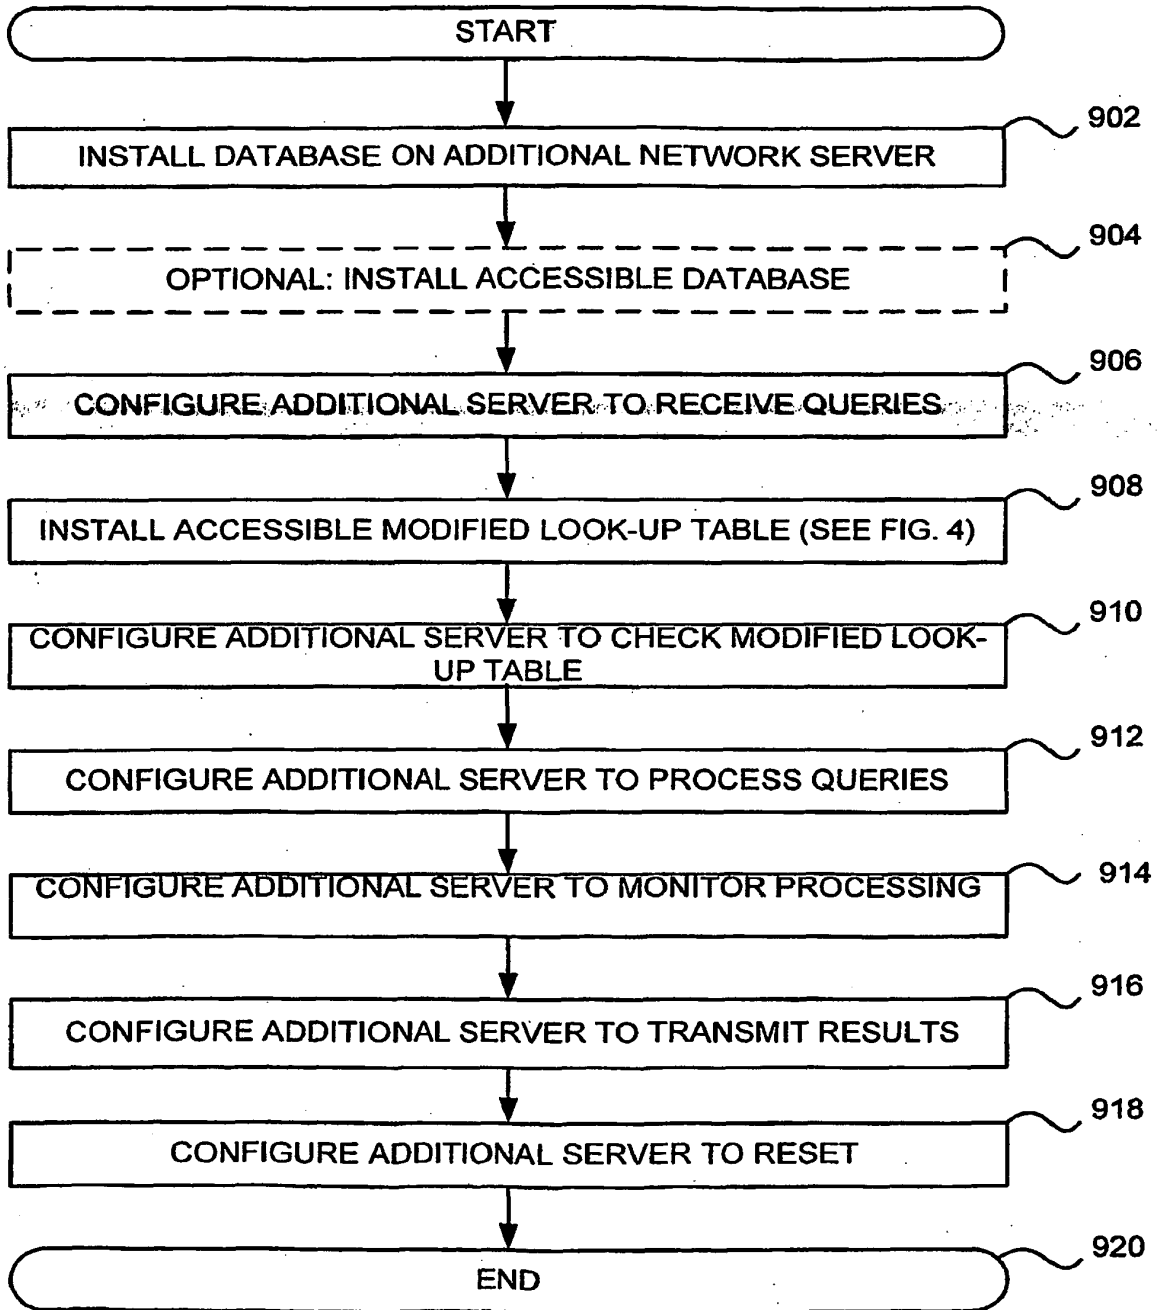 START
902
INSTALL DATABASE ON ADDITIONAL NETWORK SERVER
904
OPTIONAL: INSTALL ACCESSIBLE DATABASE
906
CONFIGURE ADDITIONAL SERVER TO RECEIVE QUERIES
908
INSTALL ACCESSIBLE MODIFIED LOOK-UP TABLE (SEE FIG. 4)
910
CONFIGURE ADDITIONAL SERVER TO CHECK MODIFIED LOOK-
UP TABLE
912
CONFIGURE ADDITIONAL SERVER TO PROCESS QUERIES
914
CONFIGURE ADDITIONAL SERVER TO MONITOR PROCESSING
916
CONFIGURE ADDITIONAL SERVER TO TRANSMIT RESULTS
918
CONFIGURE ADDITIONAL SERVER TO RESET
920
END